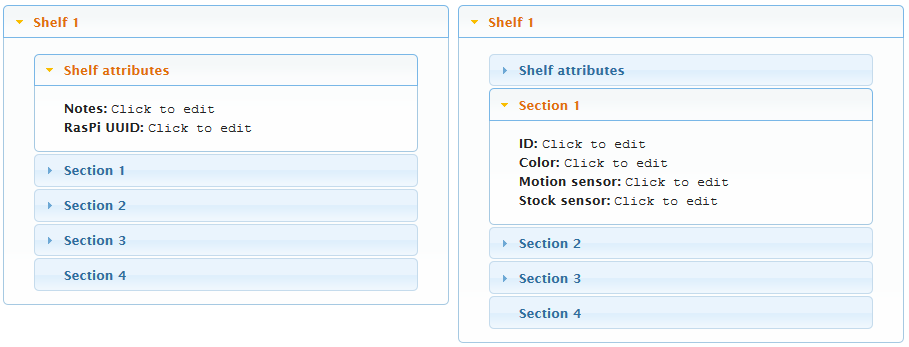 Shelf 1
Shelf attributes
Notes: Click to edit
RasPi UUID: Click to edit
Section 1
Section 2
Section 3
Section 4
Shelf 1
Shelf attributes
Section 1
ID: Click to edit
Color: Click to edit
Motion sensor: Click to edit
Stock sensor: Click to edit
Section 2
Section 3
Section 4